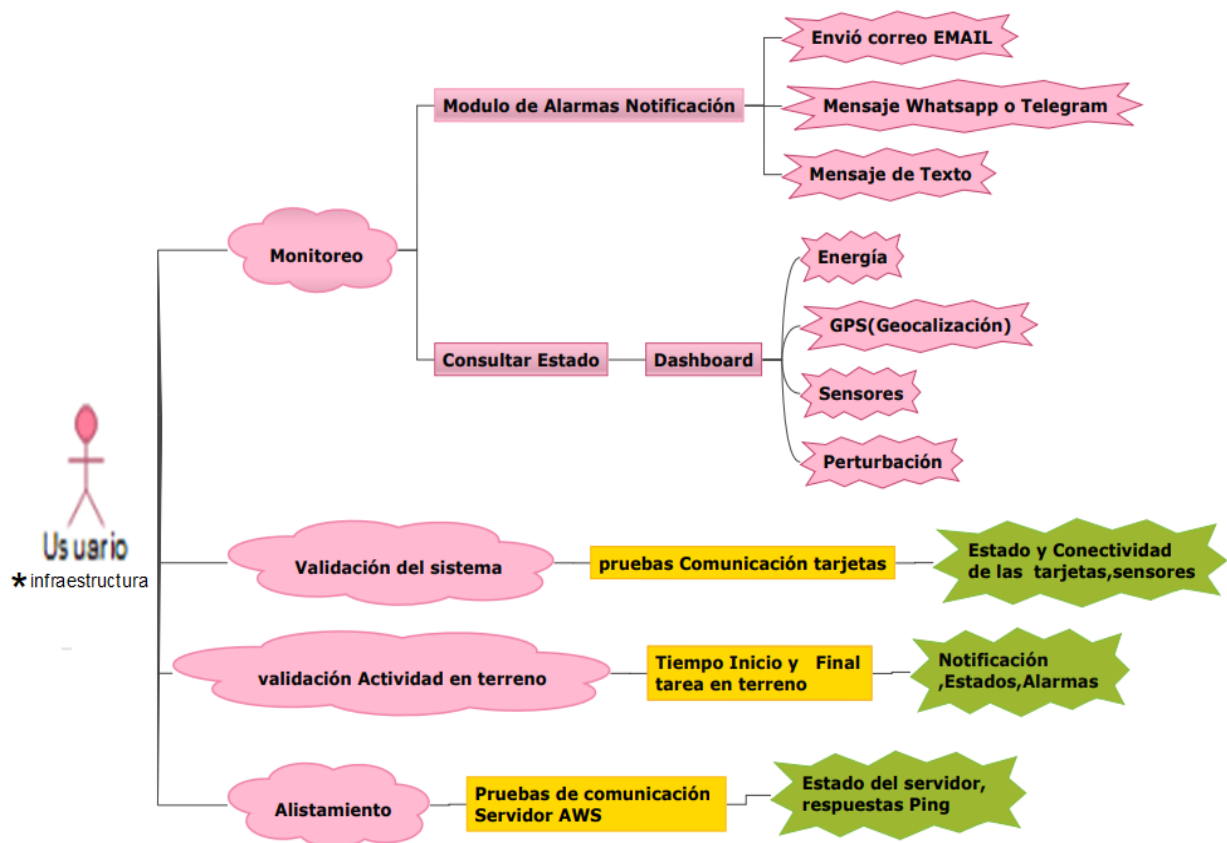 Envió correo EMAIL
Modulo de Alarmas Notificación
Mensaje Whatsapp o Telegram
Mensaje de Texto
Monitoreo
Energía
GPS(Geocalización)
Consultar Estado
Dashboard
Sensores
Perturbación
Usuario
*infraestructura
Validación del sistema
pruebas Comunicación tarjetas
Estado y Conectividad
de las tarjetas,sensores
validación Actividad en terreno
Tiempo Inicio y Final
tarea en terreno
Notificación
,Estados,Alarmas
Alistamiento
Pruebas de comunicación
Servidor AWS
Estado del servidor,
respuestas Ping